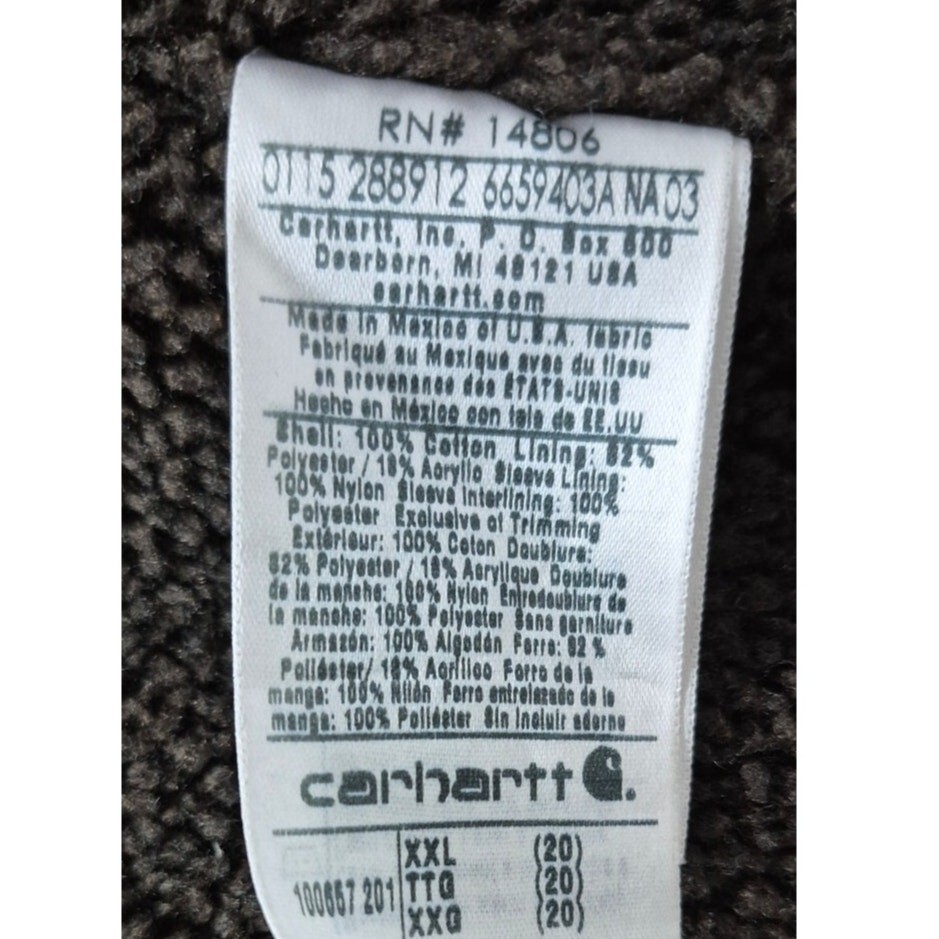 RN# 14806
0115 288912 6659403A NA 03
Carhartt, Inc. P. O. Box 600
Dearborn, MI 48121 USA
carhartt.com
Made in Mexico of U.S.A. fabric
Fabriqué au Mexique avec du tissu
en provenance des ÉTATS-UNIS
Hecho en México con tela de EE.UU
Shell: 100% Cotton Lining: 82%
Polyester / 18% Acrylic Sleeve Lining:
100% Nylon Sleeve Interlining: 100%
Polyester Exclusive of Trimming
Extérieur: 100% Coton Doublure:
82% Polyester / 18% Acrylique Doublure
de la manche: 100% Nylon Entredoublure de
la manche: 100% Polyester Sans garniture
Armazón: 100% Algodón Forro: 82 %
Poliéster/ 18% Acrílico Forro de la
manga: 100% Nilón Forro entrelazado de la
manga: 100% Poliéster Sin incluir adorno
carhartt
100657 201
XXL (20)
TTG (20)
XXG (20)